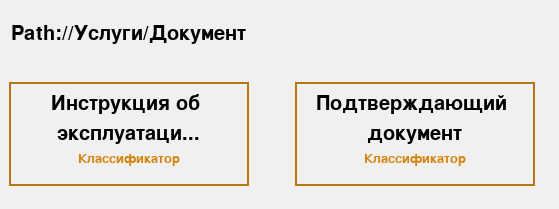 Path://Услуги/Документ
Инструкция об
эксплуатаци...
Классификатор
Подтверждающий
документ
Классификатор